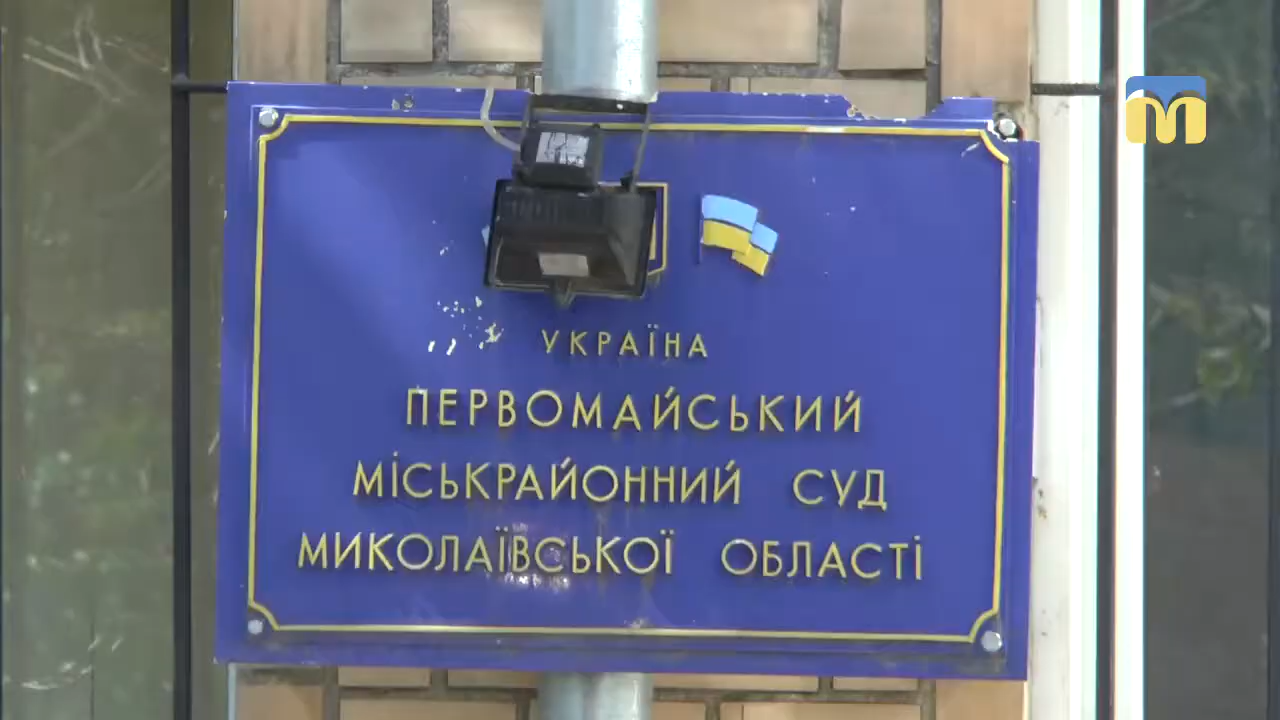 УКРАЇНА
ПЕРВОМАЙСЬКИЙ
МІСЬКРАЙОННИЙ СУД
МИКОЛАЇВСЬКОЇ ОБЛАСТІ
М